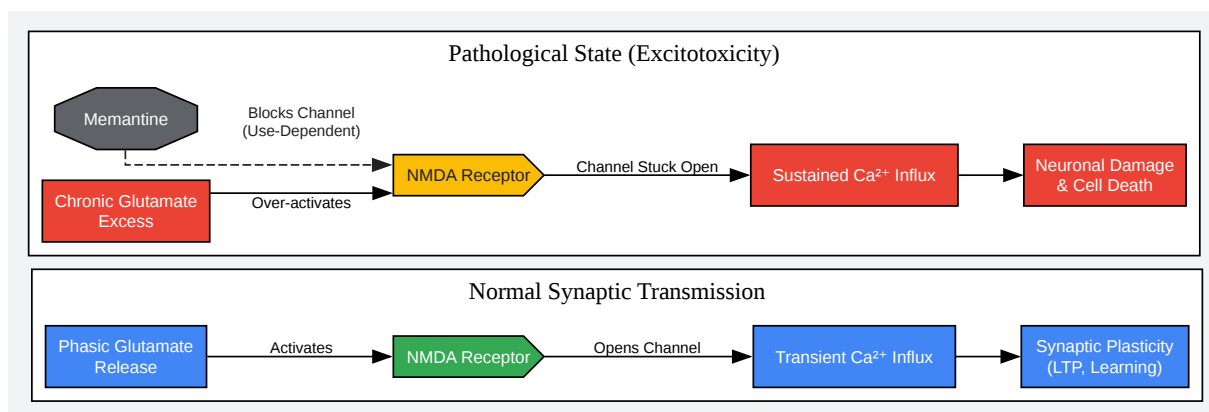 Pathological State (Excitotoxicity)
Memantine
Blocks Channel
(Use-Dependent)
Chronic Glutamate
Excess
Over-activates
NMDA Receptor
Channel Stuck Open
Sustained Ca²⁺ Influx
Neuronal Damage
& Cell Death
Normal Synaptic Transmission
Phasic Glutamate
Release
Activates
NMDA Receptor
Opens Channel
Transient Ca²⁺ Influx
Synaptic Plasticity
(LTP, Learning)